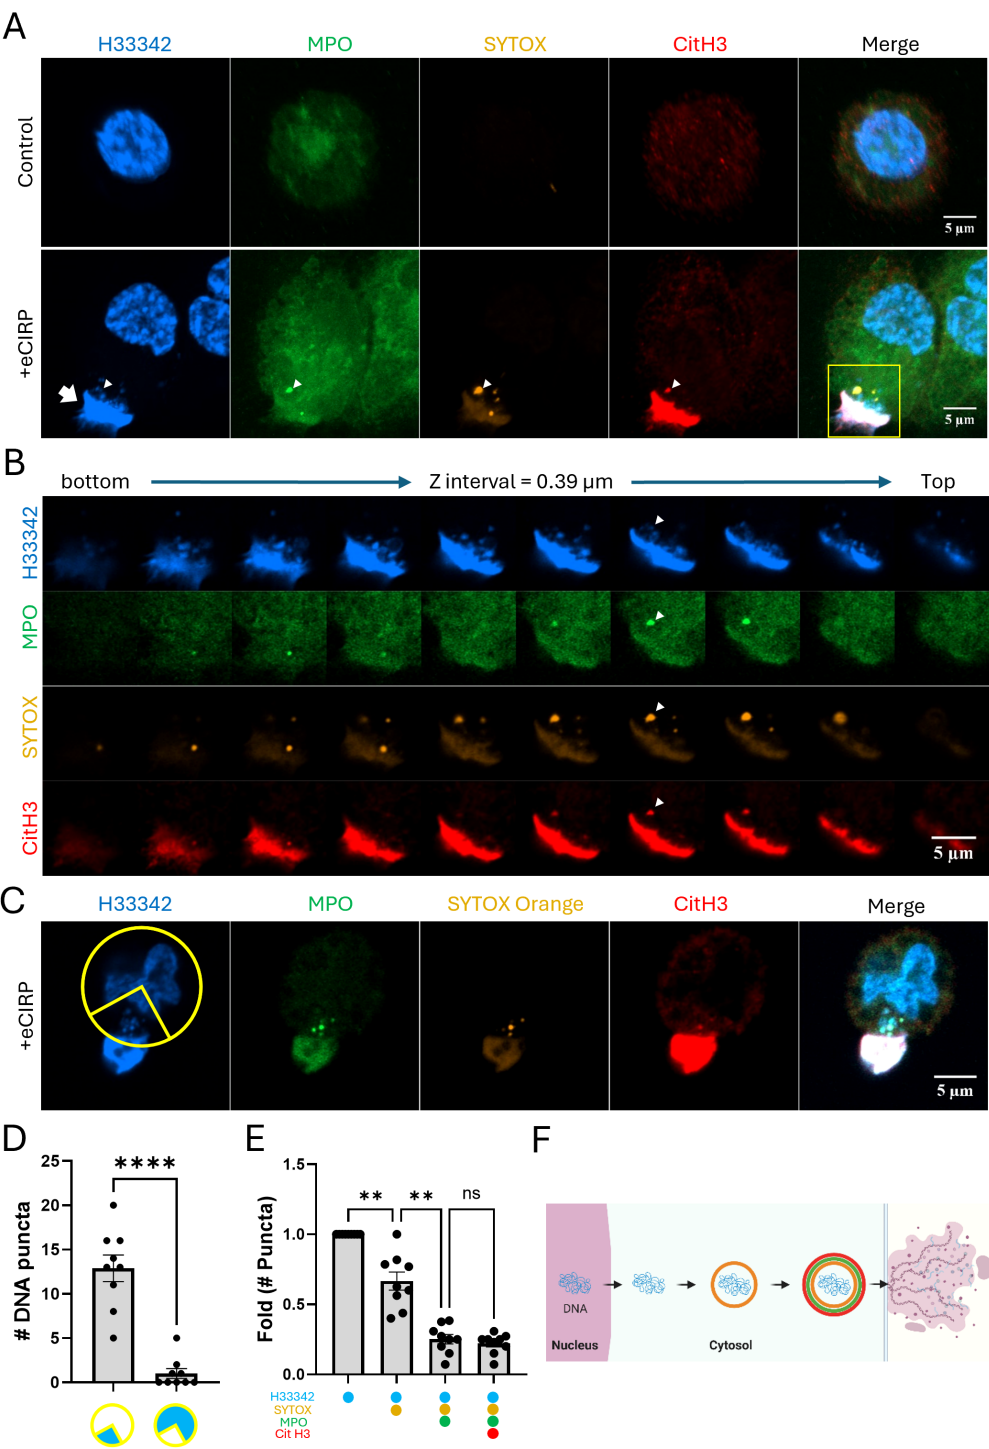 A
H33342 MPO SYTOX CitH3 Merge
Control
5 µm
+eCIRP
5 µm
B
bottom Z interval = 0.39 µm Top
H33342
MPO
SYTOX
CitH3
5 µm
C
H33342 MPO SYTOX Orange CitH3 Merge
+eCIRP
5 µm
D
# DNA puncta
25
20
15
10
5
0
****
E
Fold (# Puncta)
1.5
1.0
0.5
0.0
** ** ns
H33342
SYTOX
MPO
Cit H3
F
DNA
Nucleus Cytosol